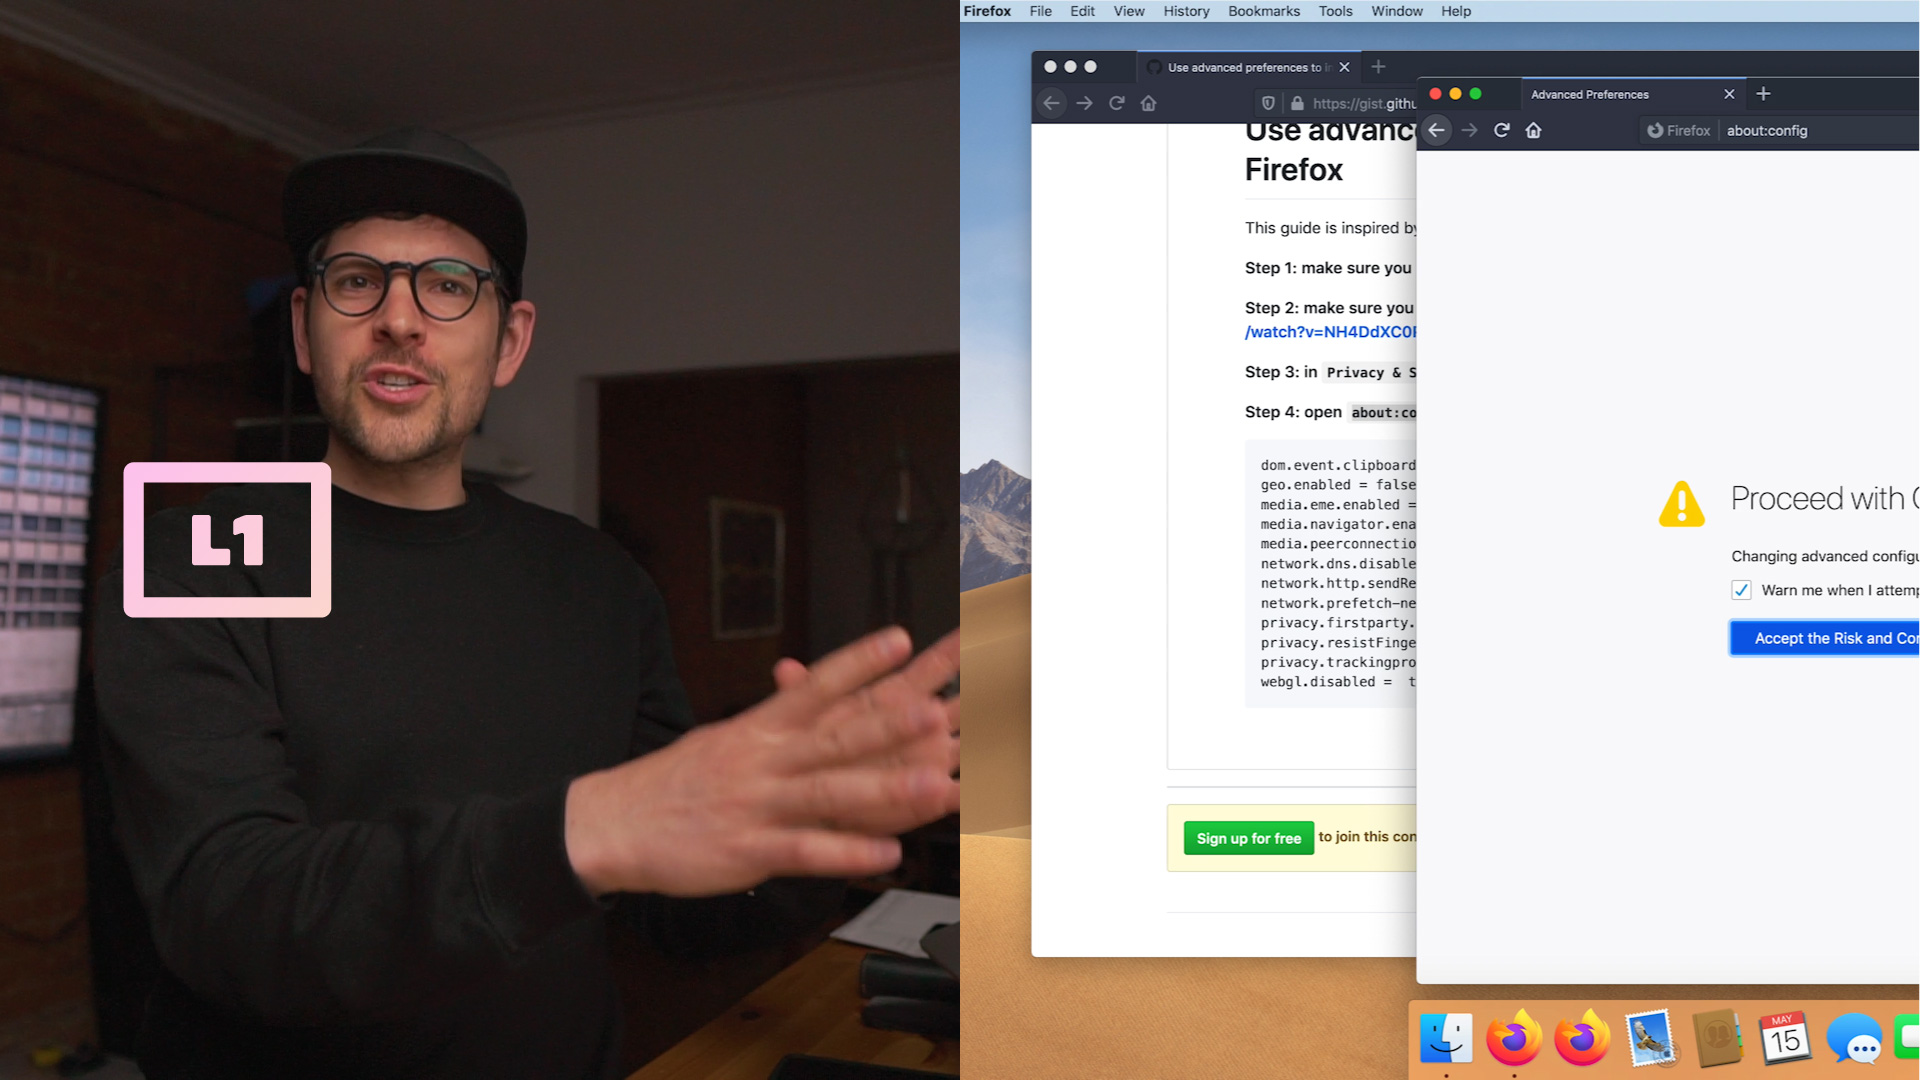 L1
Firefox File Edit View History Bookmarks Tools Window Help
Use advanced preferences to i
https://gist.githu
Use advanc
Firefox
This guide is inspired by
Step 1: make sure you
Step 2: make sure you
/watch?v=NH4DdXC0
Step 3: in Privacy & S
Step 4: open about:co
dom.event.clipboard
geo.enabled = false
media.eme.enabled =
media.navigator.ena
media.peerconnectio
network.dns.disable
network.http.sendRe
network.prefetch-ne
privacy.firstparty.
privacy.resistFinge
privacy.trackingpro
webgl.disabled = t
Sign up for free to join this con
Advanced Preferences
Firefox about:config
Proceed with
Changing advanced configu
Warn me when I attemp
Accept the Risk and Con
MAY
15